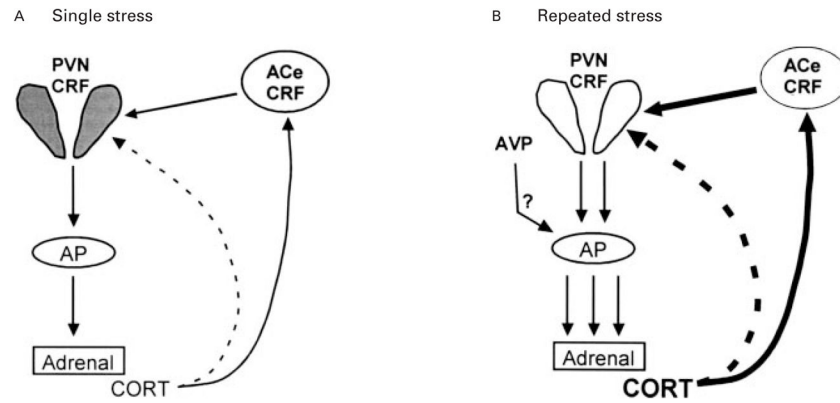 A Single stress
PVN
CRF
ACe
CRF
AP
Adrenal
CORT
B Repeated stress
PVN
CRF
ACe
CRF
AVP
?
AP
Adrenal
CORT